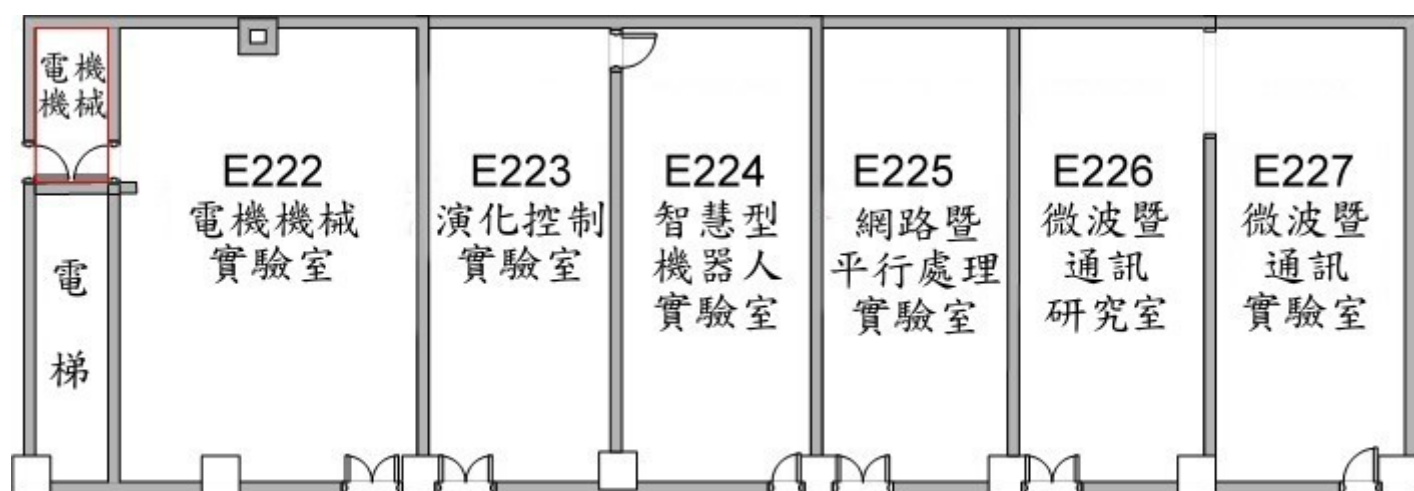 電機
機械
電
梯
E222
電機機械
實驗室
E223
演化控制
實驗室
E224
智慧型
機器人
實驗室
E225
網路暨
平行處理
實驗室
E226
微波暨
通訊
研究室
E227
微波暨
通訊
實驗室